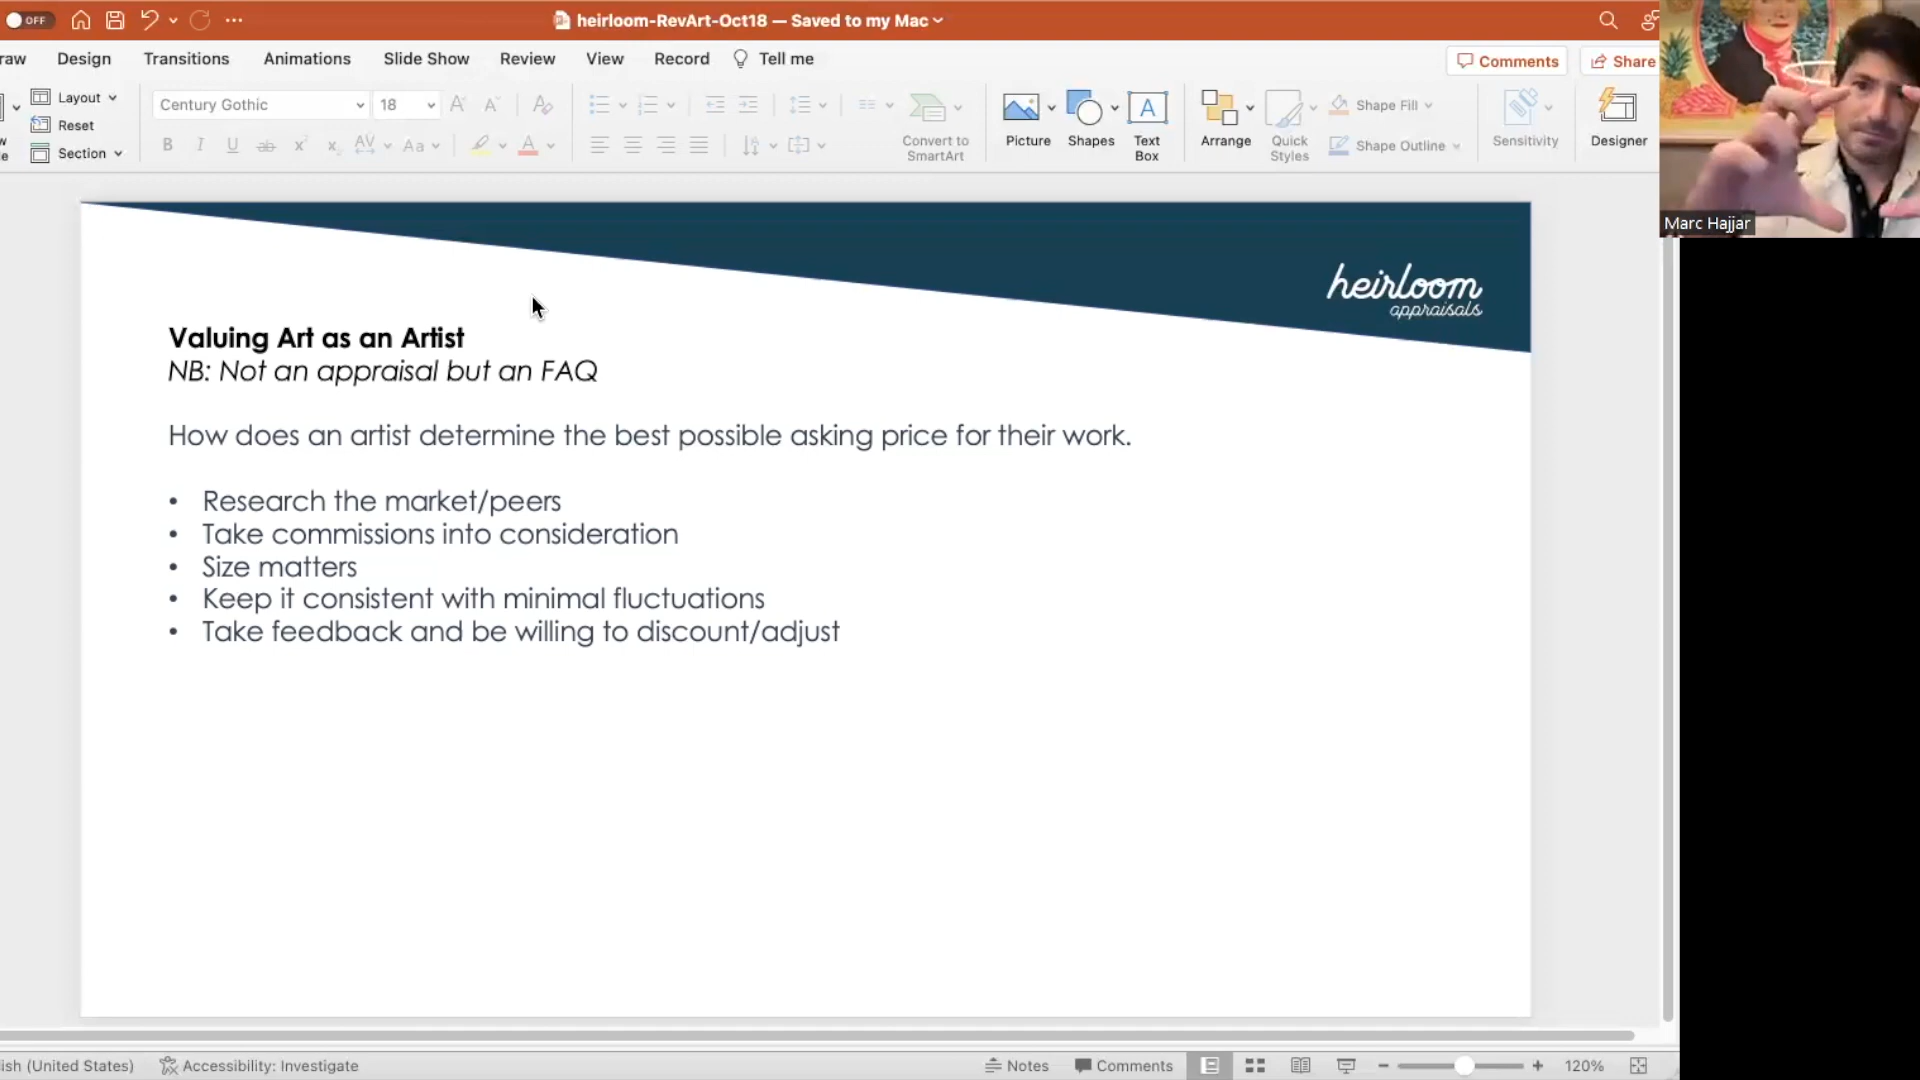 OFF
heirloom-RevArt-Oct18 — Saved to my Mac
Design Transitions Animations Slide Show Review View Record Tell me
Comments Share
Layout
Reset
Section
Century Gothic 18
Convert to
SmartArt
Picture
Shapes
Text
Box
Arrange
Quick
Styles
Shape Fill
Shape Outline
Sensitivity
Designer
Marc Hajjar
heirloom
appraisals
Valuing Art as an Artist
NB: Not an appraisal but an FAQ
How does an artist determine the best possible asking price for their work.
• Research the market/peers
• Take commissions into consideration
• Size matters
• Keep it consistent with minimal fluctuations
• Take feedback and be willing to discount/adjust
(United States) Accessibility: Investigate Notes Comments 120%